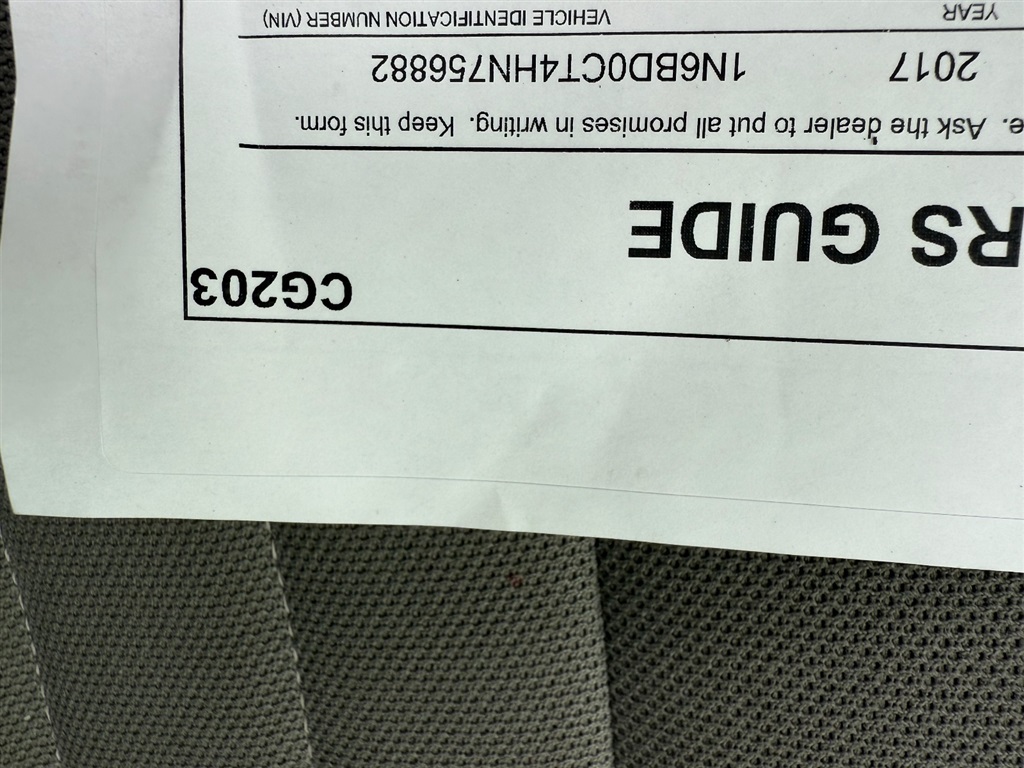 CG203
RS GUIDE
e. Ask the dealer to put all promises in writing. Keep this form.
2017 1N6BD0CT4HN756882
YEAR VEHICLE IDENTIFICATION NUMBER (VIN)